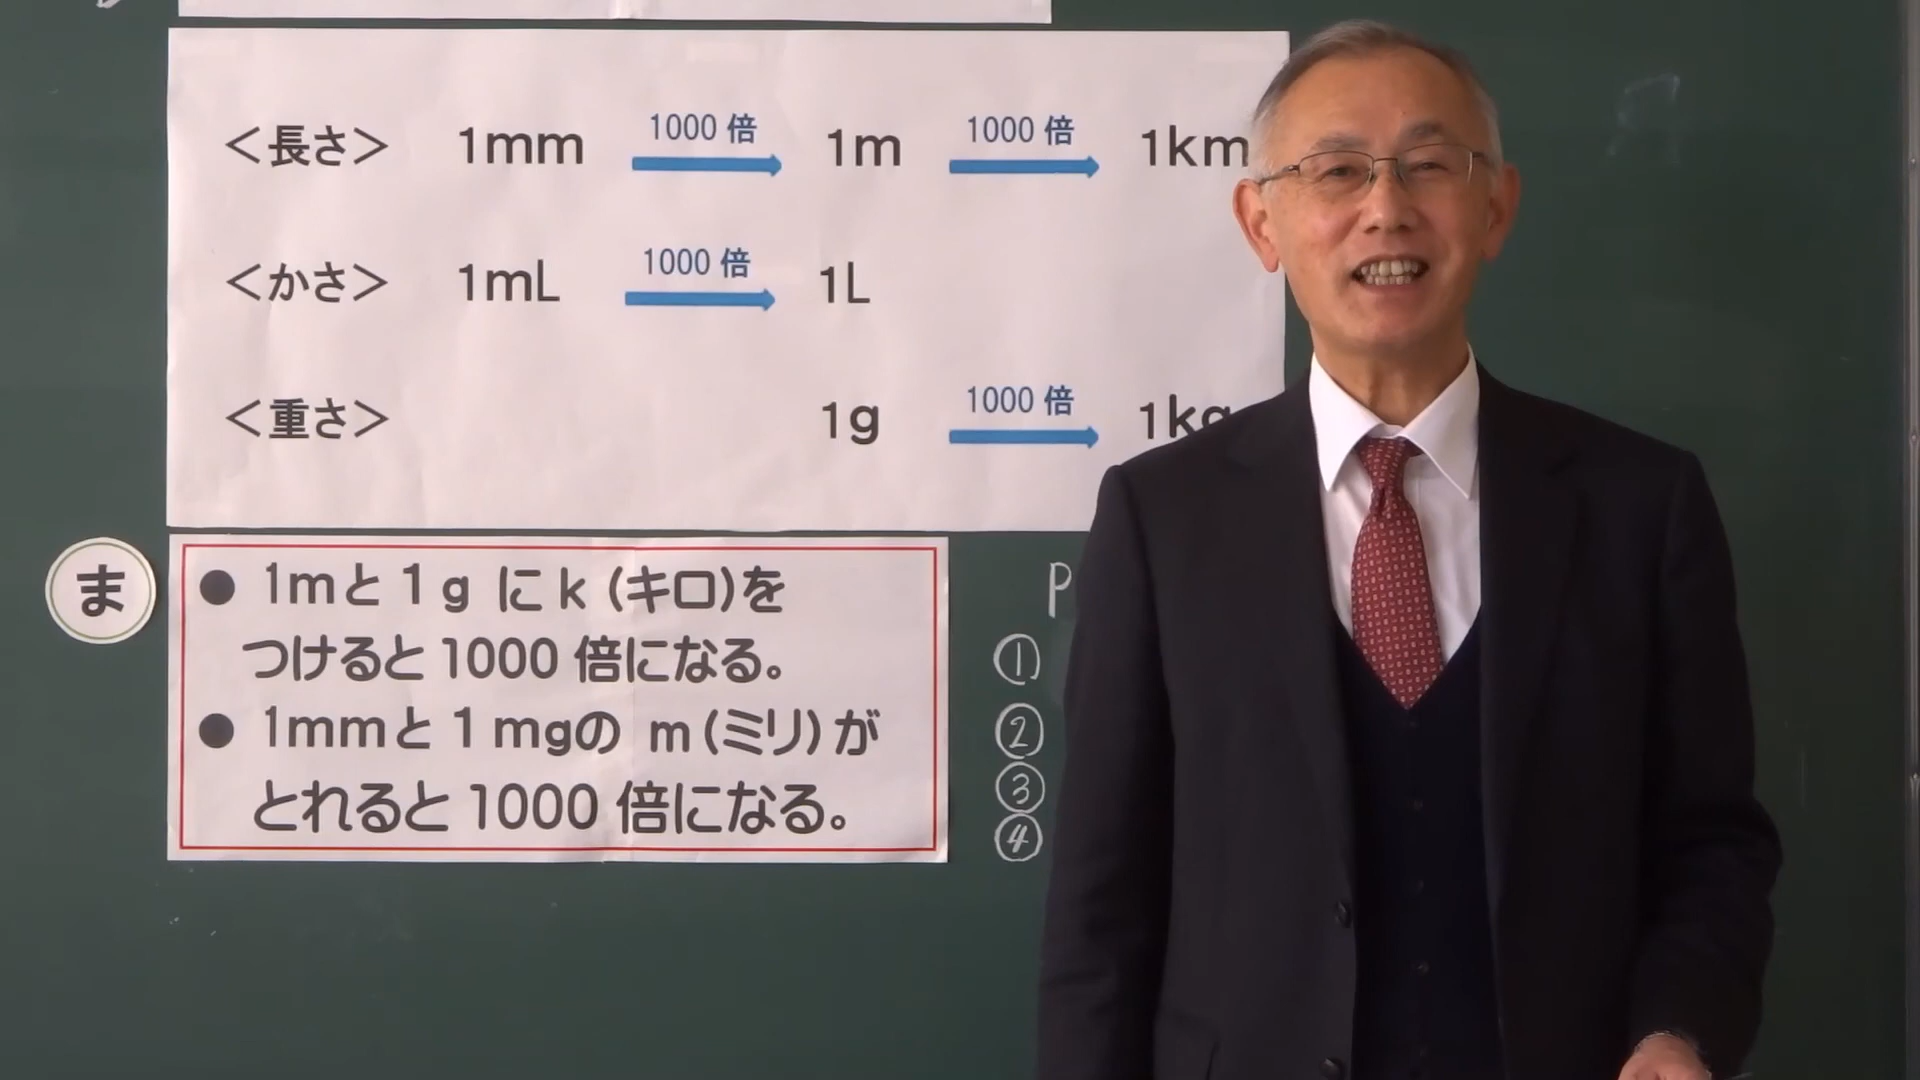 ＜長さ＞ 1mm 1000倍 1m 1000倍 1km
＜かさ＞ 1mL 1000倍 1L
＜重さ＞ 1g 1000倍 1kg
ま
● 1mと1gにk(キロ)を
つけると1000倍になる。
● 1mmと1mgの m(ミリ)が
とれると1000倍になる。
P
①
②
③
④